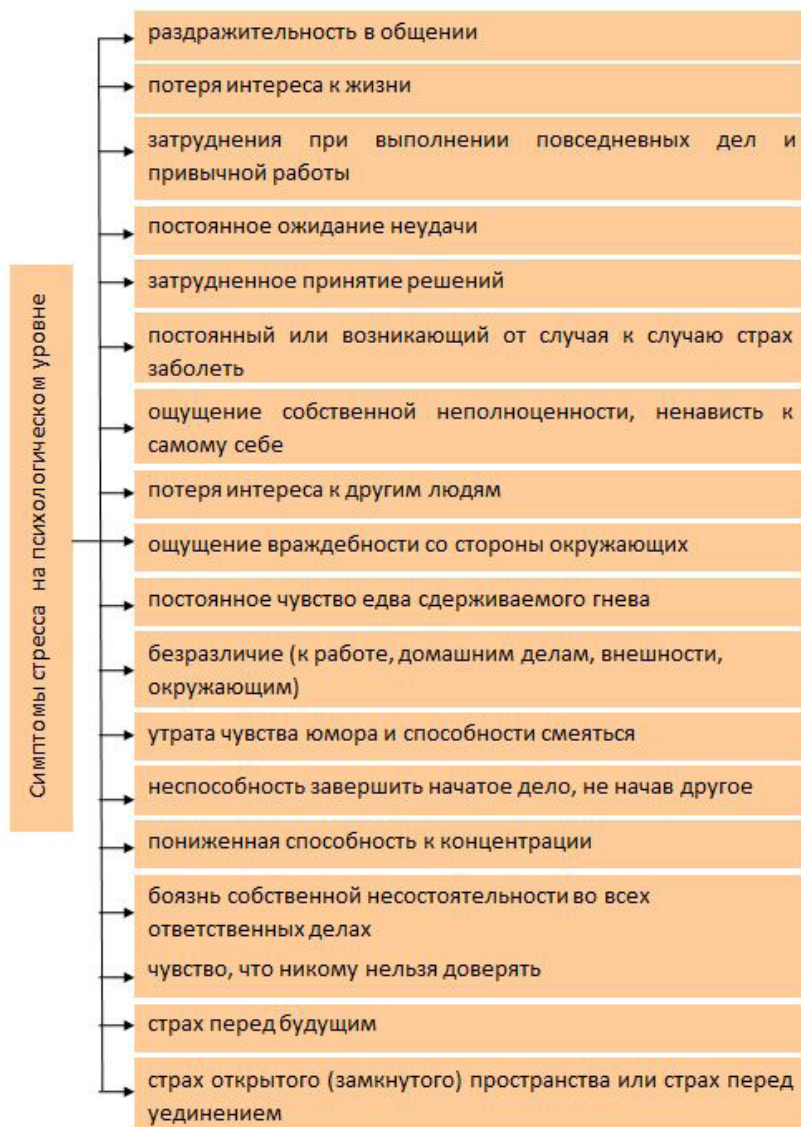 Симптомы стресса на психологическом уровне
раздражительность в общении
потеря интереса к жизни
затруднения при выполнении повседневных дел и
привычной работы
постоянное ожидание неудачи
затрудненное принятие решений
постоянный или возникающий от случая к случаю страх
заболеть
ощущение собственной неполноценности, ненависть к
самому себе
потеря интереса к другим людям
ощущение враждебности со стороны окружающих
постоянное чувство едва сдерживаемого гнева
безразличие (к работе, домашним делам, внешности,
окружающим)
утрата чувства юмора и способности смеяться
неспособность завершить начатое дело, не начав другое
пониженная способность к концентрации
боязнь собственной несостоятельности во всех
ответственных делах
чувство, что никому нельзя доверять
страх перед будущим
страх открытого (замкнутого) пространства или страх перед
уединением